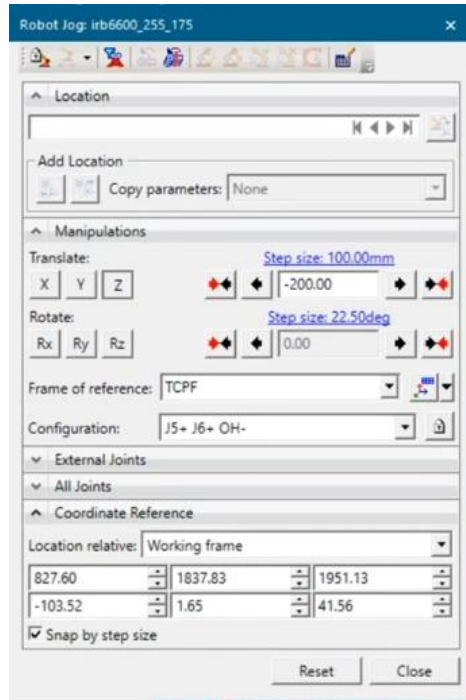 Robot Jog: irb6600_255_175
Location
Add Location
Copy parameters: None
Manipulations
Translate: Step size: 100.00mm
X Y Z -200.00
Rotate: Step size: 22.50deg
Rx Ry Rz 0.00
Frame of reference: TCPF
Configuration: J5+ J6+ OH-
External Joints
All Joints
Coordinate Reference
Location relative: Working frame
827.60 1837.83 1951.13
-103.52 1.65 41.56
Snap by step size
Reset Close